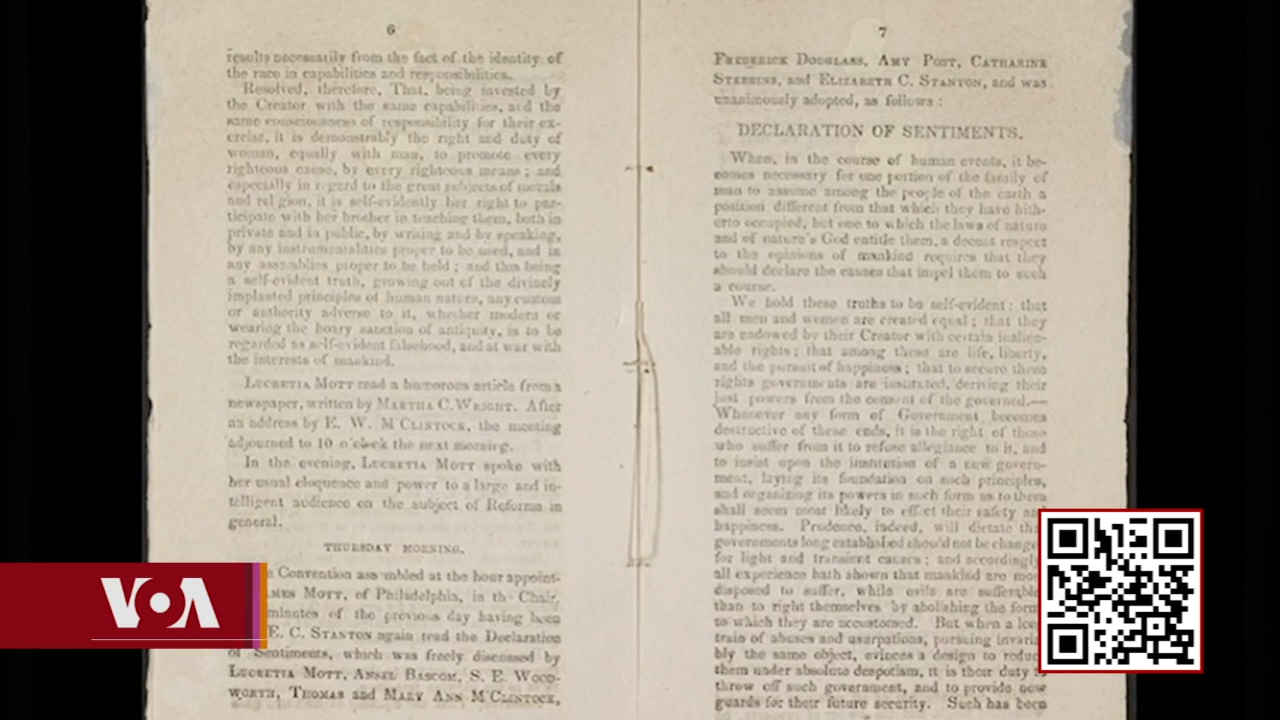 6
results necessarily from the fact of the identity of
the race in capabilities and responsibilities.
Resolved, therefore, That, being invested by
the Creator with the same capabilities, and the
same consciousness of responsibility for their ex-
ercise, it is demonstrably the right and duty of
woman, equally with man, to promote every
righteous cause, by every righteous means ; and
especially in regard to the great subjects of morals
and religion, it is self-evidently her right to par-
ticipate with her brother in teaching them, both in
private and in public, by writing and by speaking,
by any instrumentalities proper to be used, and in
any assemblies proper to be held ; and this being
a self-evident truth, growing out of the divinely
implanted principles of human nature, any custom
or authority adverse to it, whether modern or
wearing the hoary sanction of antiquity, is to be
regarded as self-evident falsehood, and at war with
the interests of mankind.
LUCRETIA MOTT read a humorous article from a
newspaper, written by MARTHA C. WRIGHT. After
an address by E. W. M'CLINTOCK, the meeting
adjourned to 10 o'clock the next morning.
In the evening, LUCRETIA MOTT spoke with
her usual eloquence and power to a large and in-
telligent audience on the subject of Reforms in
general.
THURSDAY MORNING.
Convention assembled at the hour appoint-
MES MOTT, of Philadelphia, in the Chair.
minutes of the previous day having been
E. C. STANTON again read the Declaration
of Sentiments, which was freely discussed by
LUCRETIA MOTT, ANSEL BASCOM, S. E. WOOD-
WORTH, THOMAS and MARY ANN M'CLINTOCK,
7
FREDERICK DOUGLASS, AMY POST, CATHARINE
STEBBINS, and ELIZABETH C. STANTON, and was
unanimously adopted, as follows :
DECLARATION OF SENTIMENTS.
When, in the course of human events, it be-
comes necessary for one portion of the family of
man to assume among the people of the earth a
position different from that which they have hith-
erto occupied, but one to which the laws of nature
and of nature's God entitle them, a decent respect
to the opinions of mankind requires that they
should declare the causes that impel them to such
a course.
We hold these truths to be self-evident : that
all men and women are created equal ; that they
are endowed by their Creator with certain inalien-
able rights ; that among these are life, liberty,
and the pursuit of happiness ; that to secure these
rights governments are instituted, deriving their
just powers from the consent of the governed.—
Whenever any form of Government becomes
destructive of these ends, it is the right of those
who suffer from it to refuse allegiance to it, and
to insist upon the institution of a new govern-
ment, laying its foundation on such principles,
and organizing its powers in such form as to them
shall seem most likely to effect their safety and
happiness. Prudence, indeed, will dictate that
governments long established should not be change
for light and transient causes ; and accordingly
all experience hath shown that mankind are more
disposed to suffer, while evils are sufferable
than to right themselves by abolishing the form
to which they are accustomed. But when a long
train of abuses and usurpations, pursuing invaria
bly the same object, evinces a design to reduce
them under absolute despotism, it is their duty to
throw off such government, and to provide new
guards for their future security. Such has been
VOA